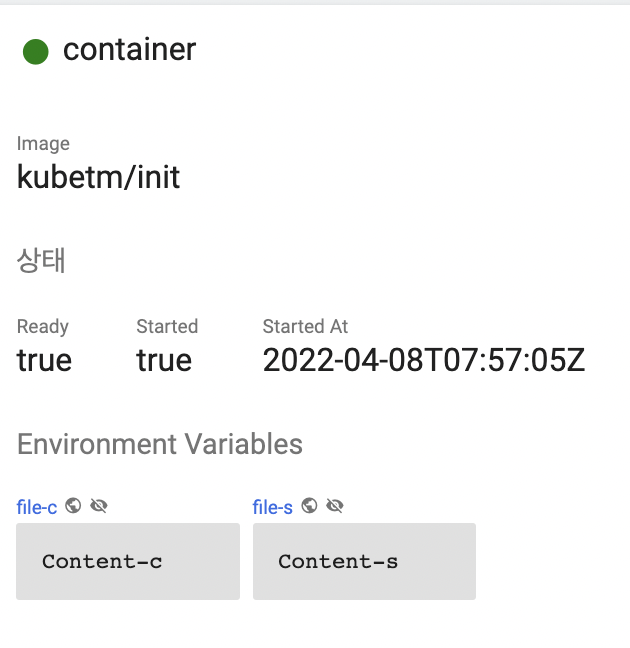 container
Image
kubetm/init
상태
Ready Started Started At
true true 2022-04-08T07:57:05Z
Environment Variables
file-c file-s
Content-c Content-s